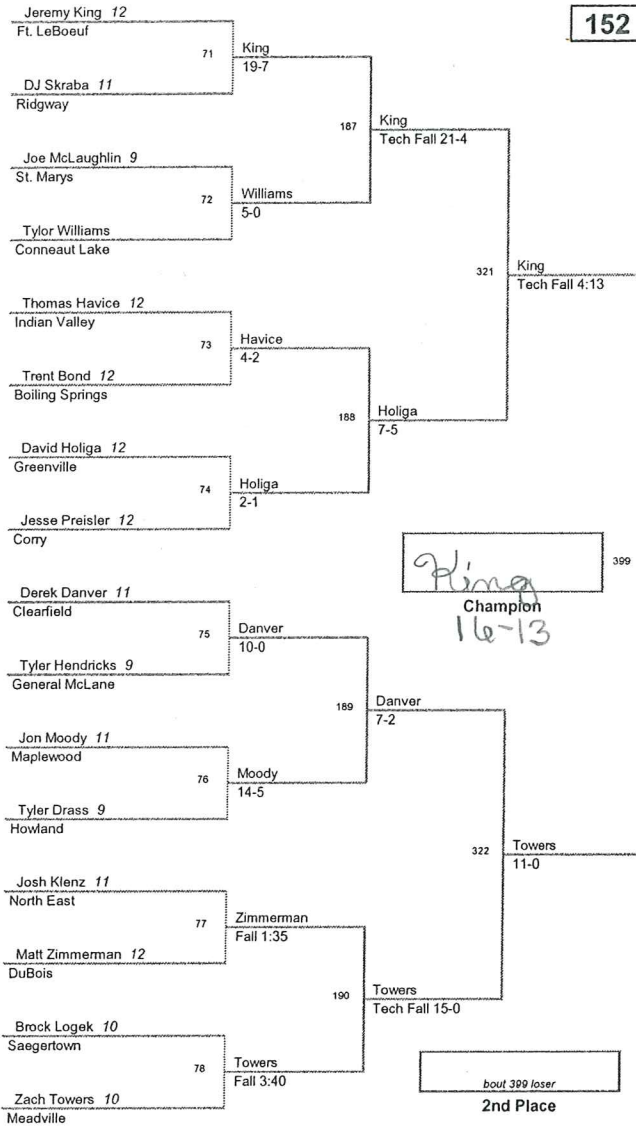 152
Jeremy King 12
Ft. LeBoeuf
71
King
19-7
DJ Skraba 11
Ridgway
187
King
Tech Fall 21-4
Joe McLaughlin 9
St. Marys
72
Williams
5-0
Tylor Williams
Conneaut Lake
321
King
Tech Fall 4:13
Thomas Havice 12
Indian Valley
73
Havice
4-2
Trent Bond 12
Boiling Springs
188
Holiga
7-5
David Holiga 12
Greenville
74
Holiga
2-1
Jesse Preisler 12
Corry
King
399
Champion
16-13
Derek Danver 11
Clearfield
75
Danver
10-0
Tyler Hendricks 9
General McLane
189
Danver
7-2
Jon Moody 11
Maplewood
76
Moody
14-5
Tyler Drass 9
Howland
322
Towers
11-0
Josh Klenz 11
North East
77
Zimmerman
Fall 1:35
Matt Zimmerman 12
DuBois
190
Towers
Tech Fall 15-0
Brock Logek 10
Saegertown
78
Towers
Fall 3:40
Zach Towers 10
Meadville
bout 399 loser
2nd Place